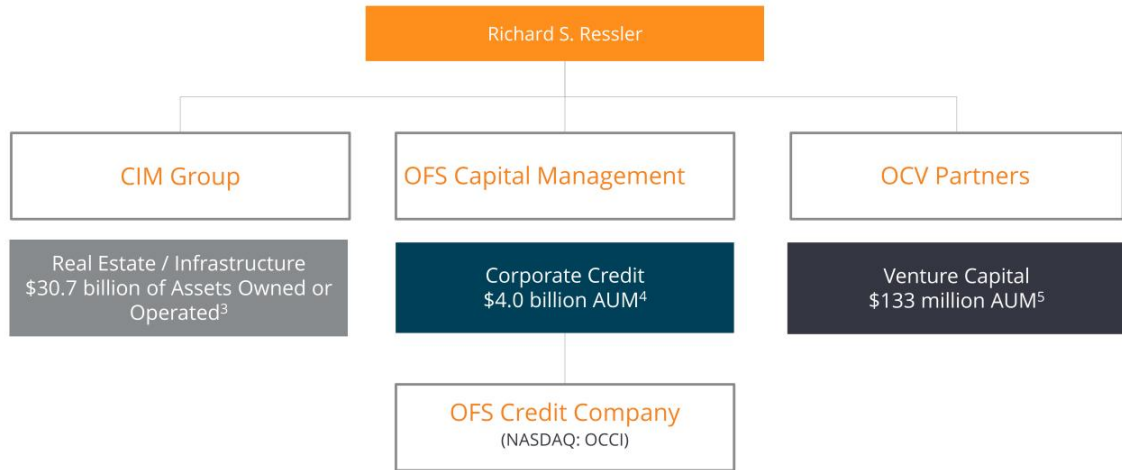 Richard S. Ressler
CIM Group
OFS Capital Management
OCV Partners
Real Estate / Infrastructure
$30.7 billion of Assets Owned or
Operated³
Corporate Credit
$4.0 billion AUM⁴
Venture Capital
$133 million AUM⁵
OFS Credit Company
(NASDAQ: OCCI)